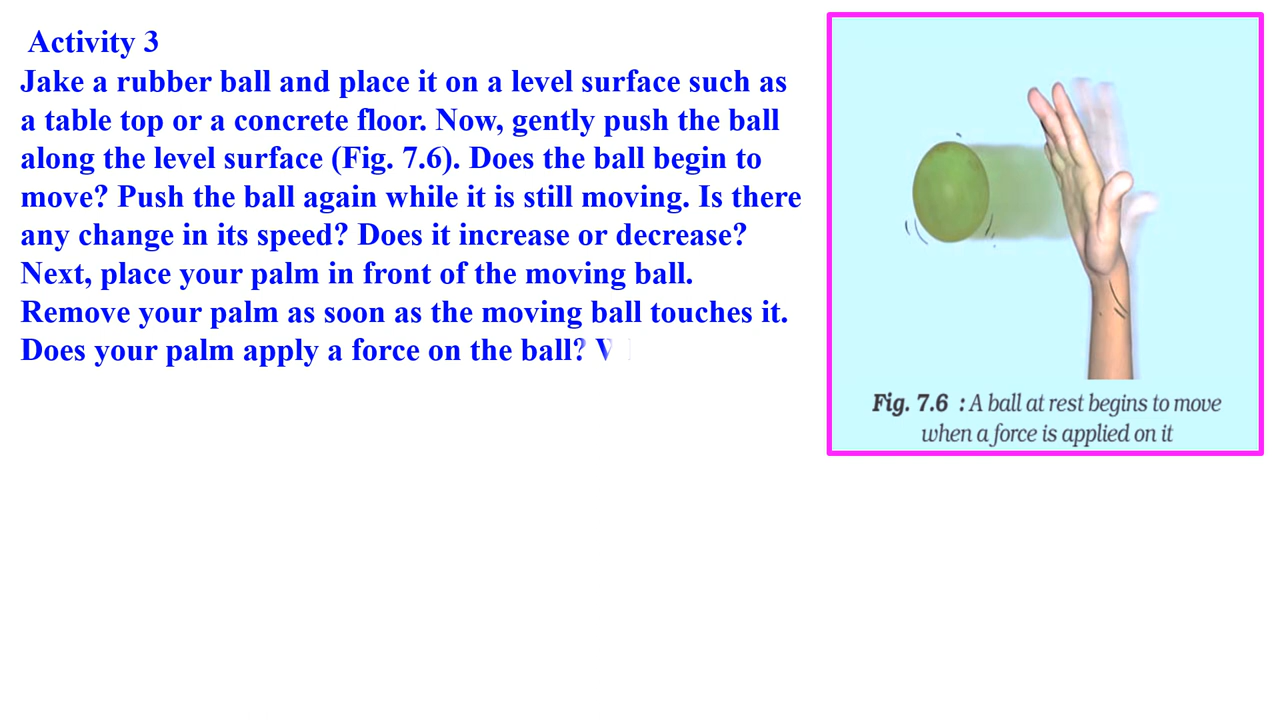 Activity 3
Jake a rubber ball and place it on a level surface such as
a table top or a concrete floor. Now, gently push the ball
along the level surface (Fig. 7.6). Does the ball begin to
move? Push the ball again while it is still moving. Is there
any change in its speed? Does it increase or decrease?
Next, place your palm in front of the moving ball.
Remove your palm as soon as the moving ball touches it.
Does your palm apply a force on the ball?
Fig. 7.6 : A ball at rest begins to move
when a force is applied on it